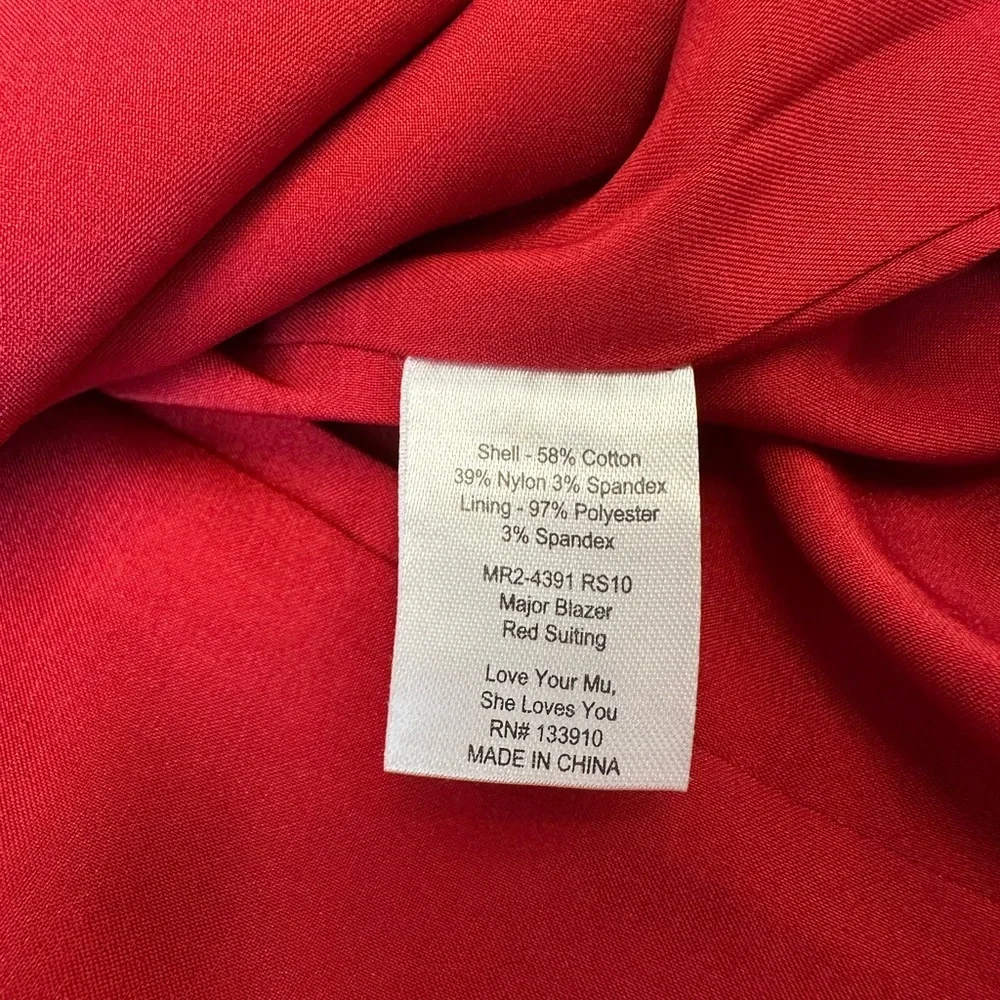 Shell - 58% Cotton
39% Nylon 3% Spandex
Lining - 97% Polyester
3% Spandex
MR2-4391 RS10
Major Blazer
Red Suiting
Love Your Mu,
She Loves You
RN# 133910
MADE IN CHINA